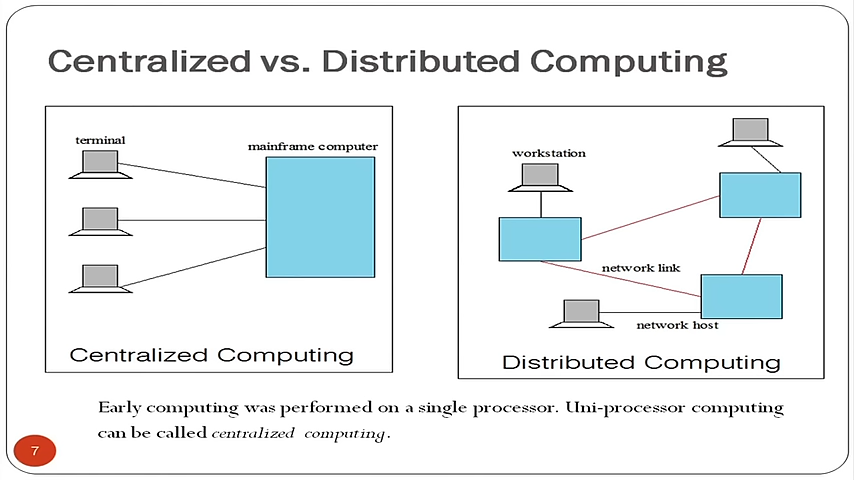 Centralized vs. Distributed Computing
terminal
mainframe computer
Centralized Computing
workstation
network link
network host
Distributed Computing
Early computing was performed on a single processor. Uni-processor computing
can be called centralized computing.
7